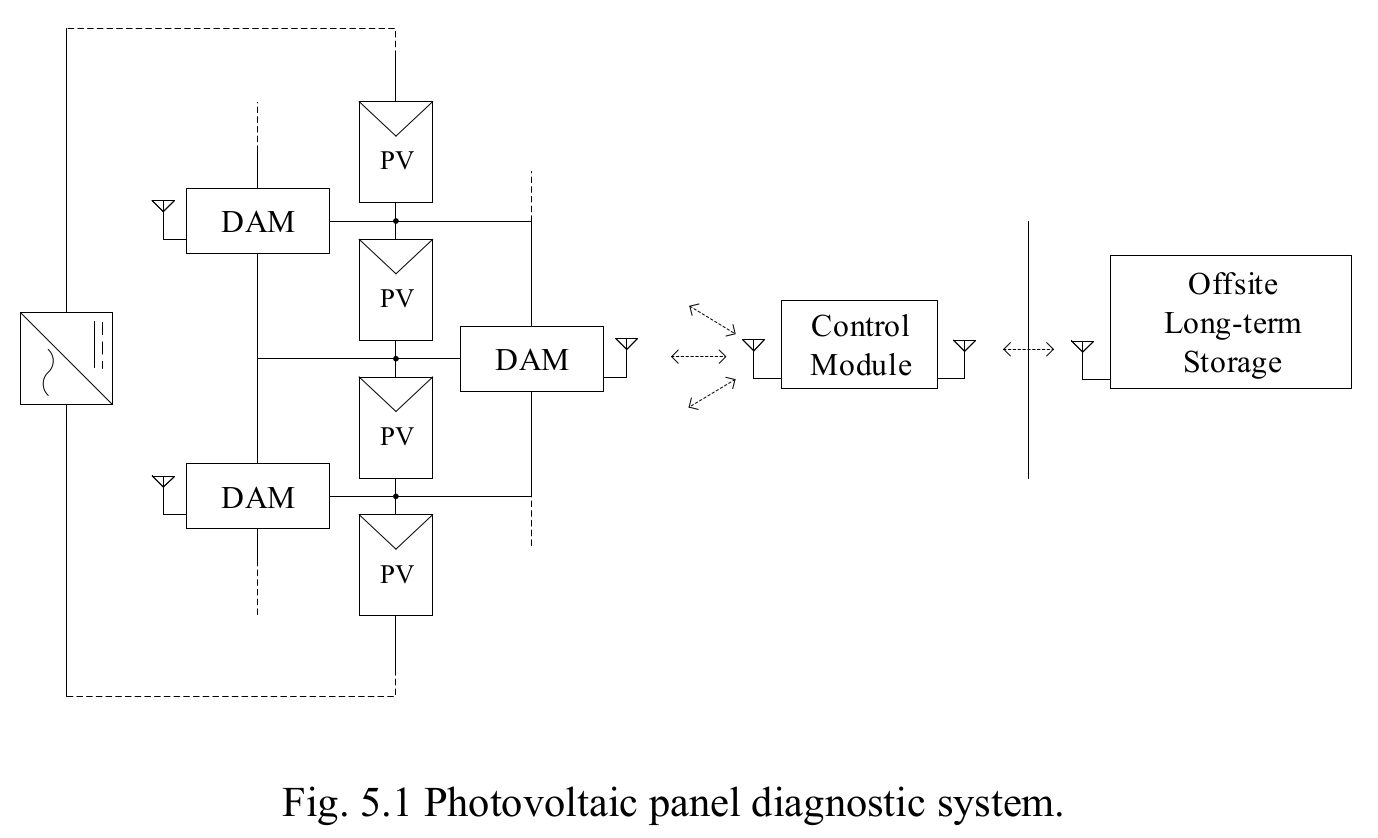 PV
DAM
PV
DAM
PV
DAM
PV
Control
Module
Offsite
Long-term
Storage
Fig. 5.1 Photovoltaic panel diagnostic system.